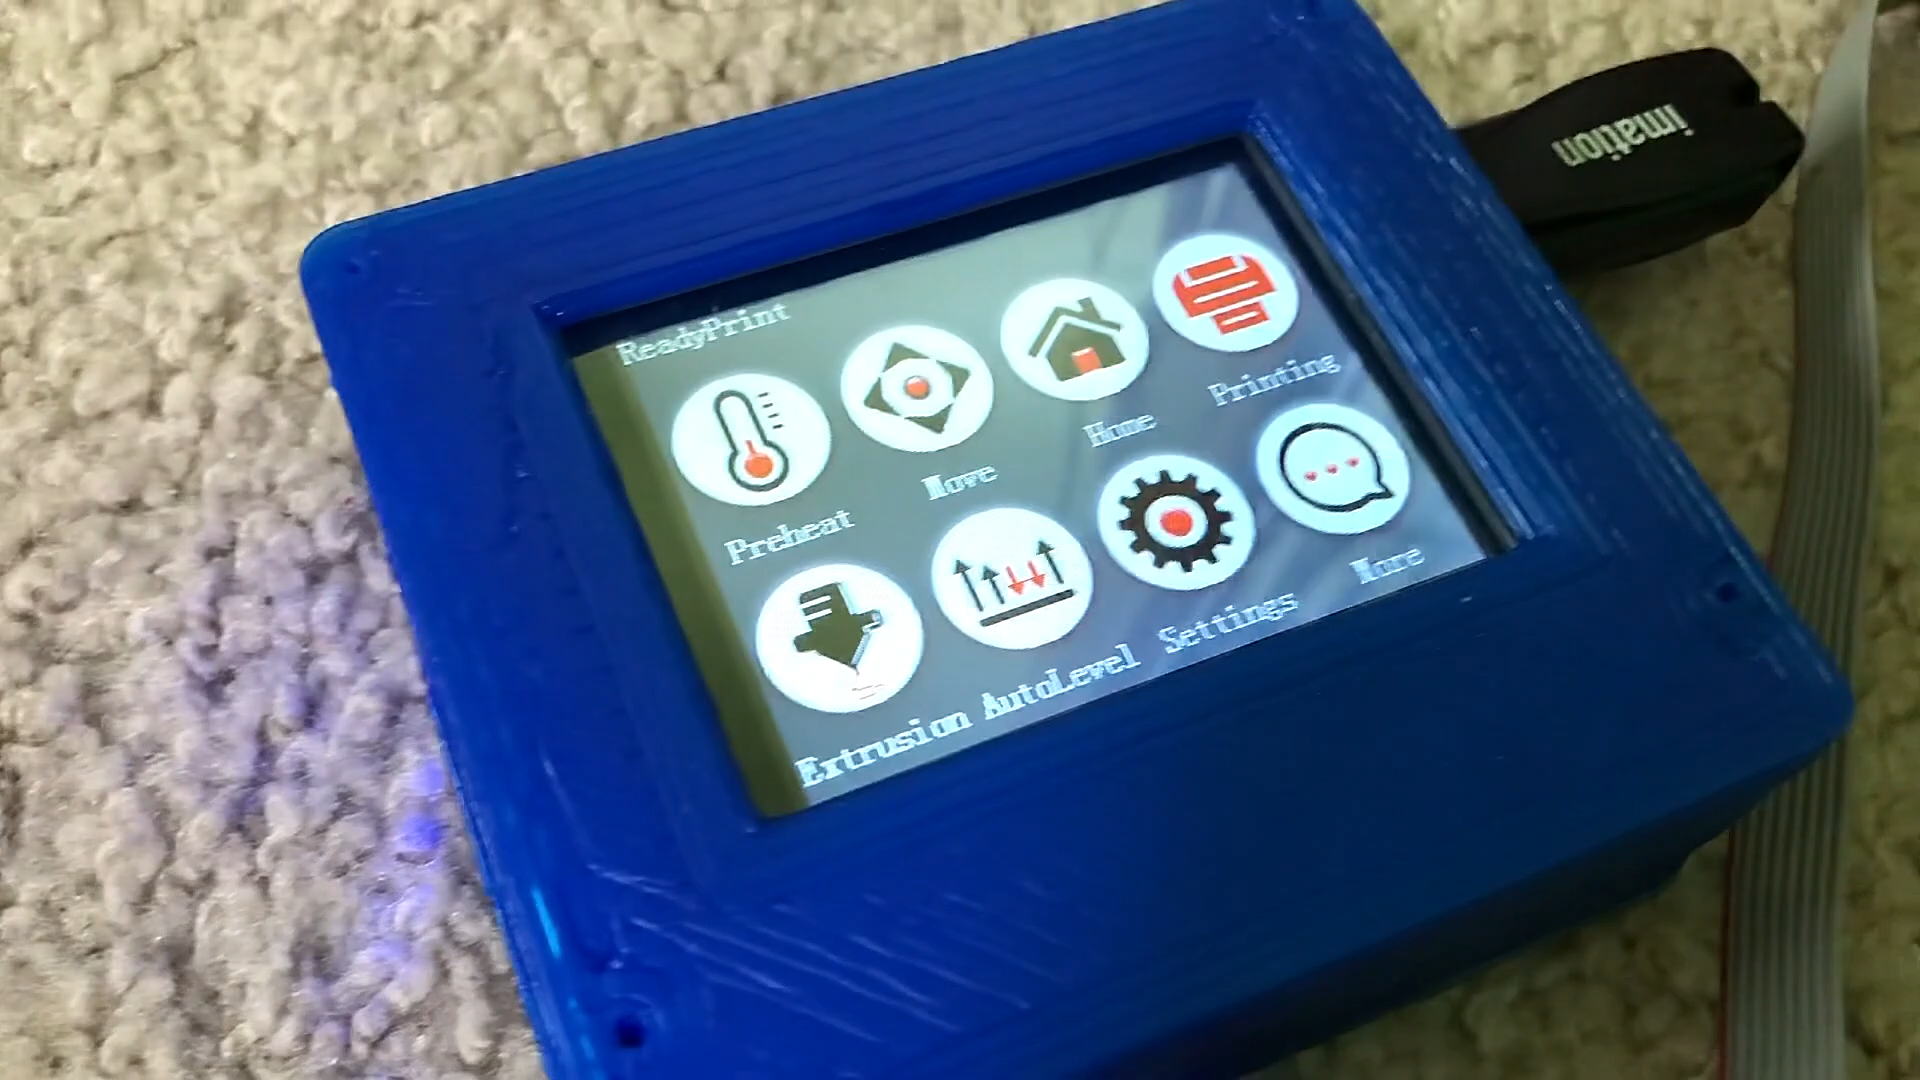 ReadyPrint
Preheat
Move
Home
Printing
Extrusion
AutoLevel
Settings
More
imation